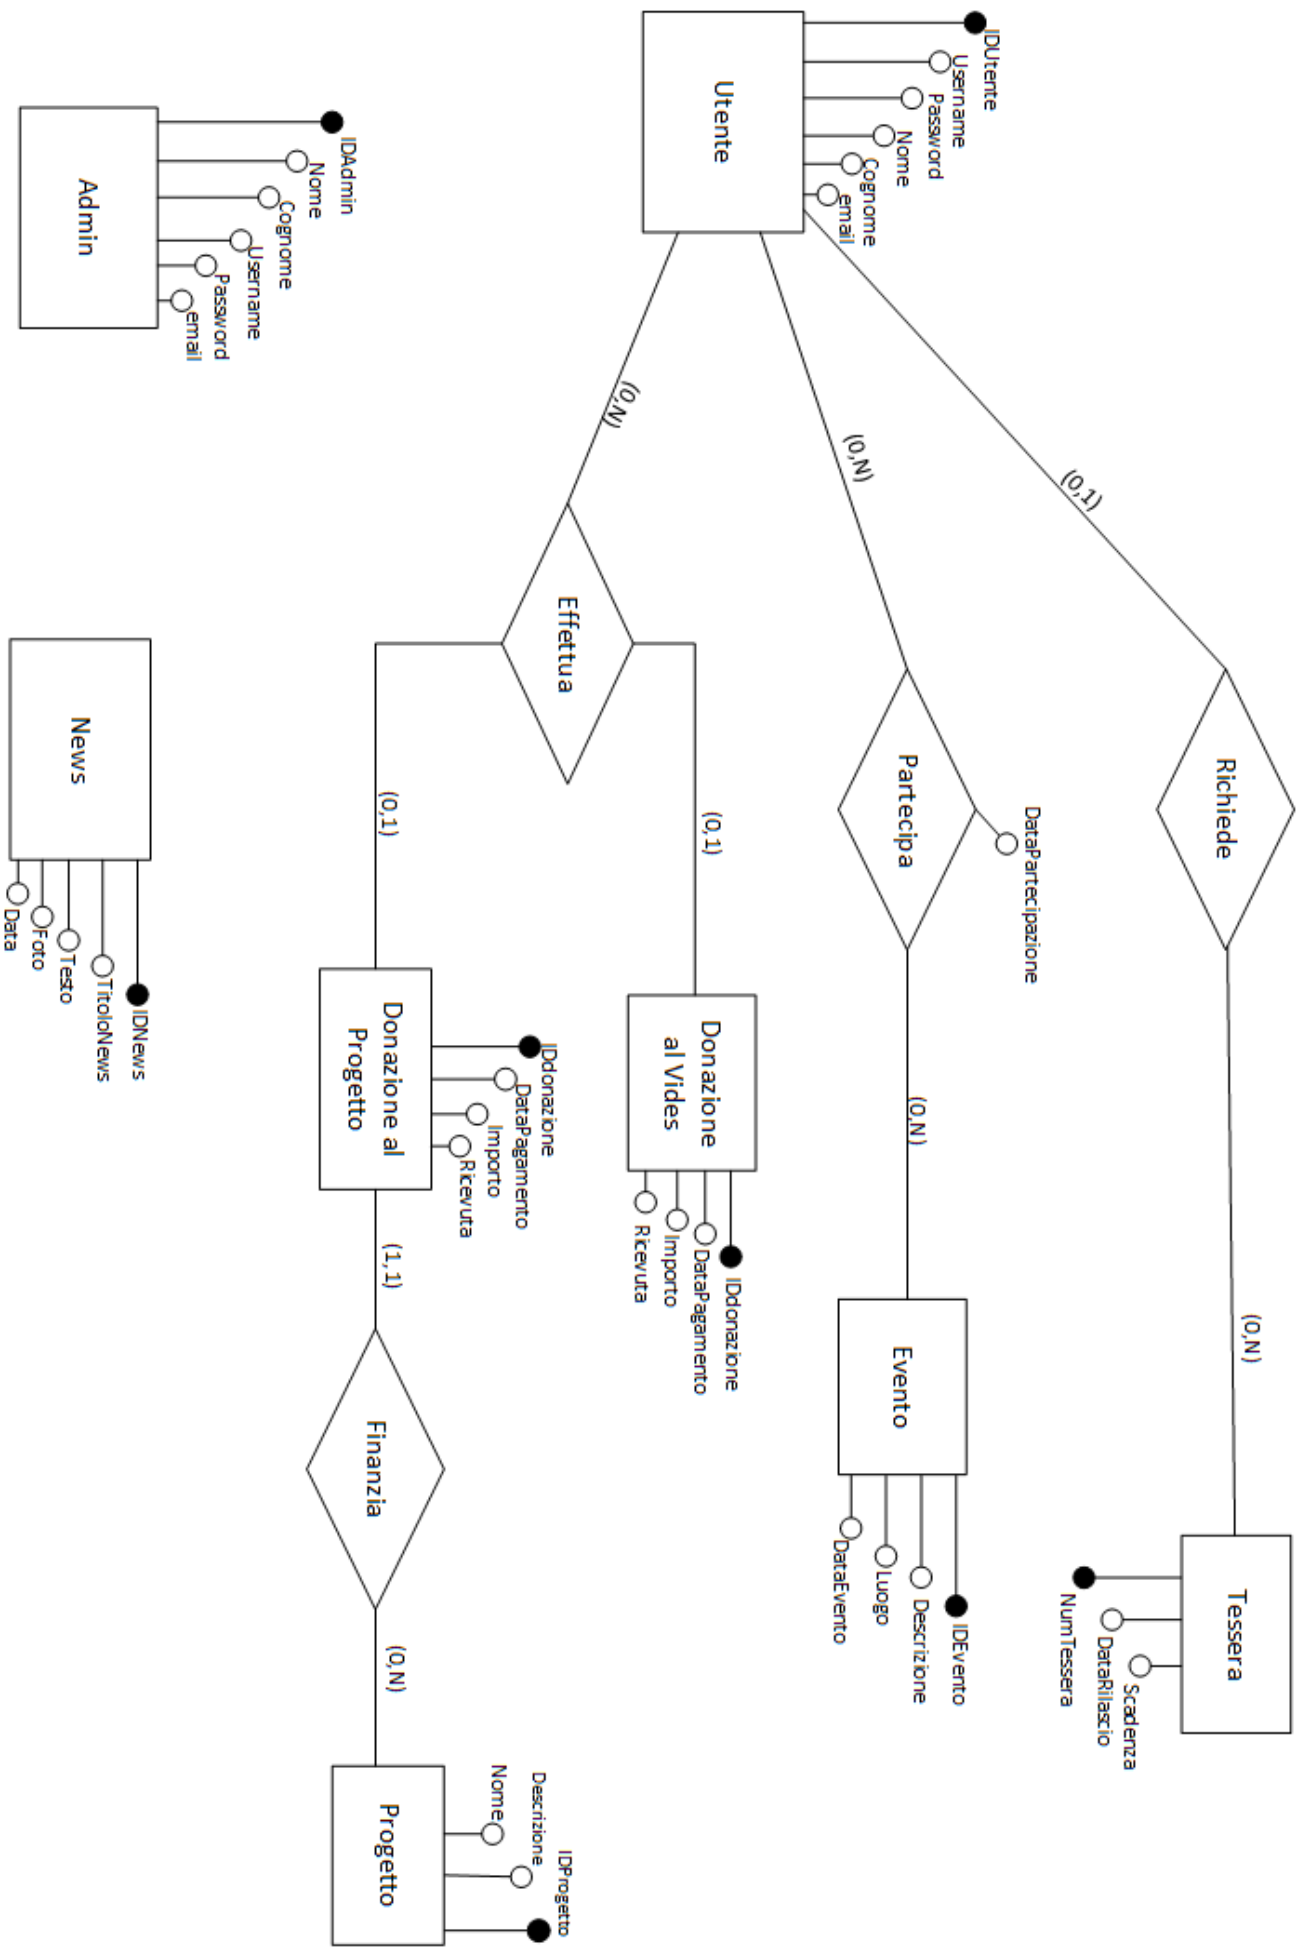 Tessera
NumTessera
DataRilascio
Scadenza
(0,N)
Richiede
(0,1)
IDUtente
Username
Password
Nome
Cognome
email
Utente
(0,N)
DataPartecipazione
Partecipa
(0,N)
Evento
IDEvento
Descrizione
Luogo
DataEvento
(0,N)
Effettua
(0,1)
Donazione
al Vides
IDdonazione
DataPagamento
Importo
Ricevuta
(0,1)
Donazione al
Progetto
IDdonazione
DataPagamento
Importo
Ricevuta
(1,1)
Finanzia
(0,N)
Progetto
IDProgetto
Descrizione
Nome
IDAdmin
Nome
Cognome
Username
Password
email
Admin
News
IDNews
TitoloNews
Testo
Foto
Data